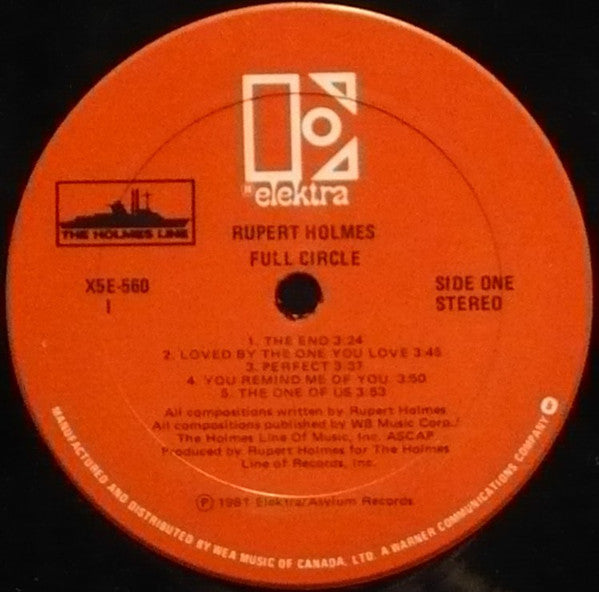 elektra
THE HOLMES LINE
RUPERT HOLMES
FULL CIRCLE
X5E-560
1
SIDE ONE
STEREO
1. THE END 3:24
2. LOVED BY THE ONE YOU LOVE 3:45
3. PERFECT 3:37
4. YOU REMIND ME OF YOU 3:50
5. THE ONE OF US 3:53
All compositions written by Rupert Holmes
All compositions published by WB Music Corp./
The Holmes Line Of Music, Inc. ASCAP
Produced by Rupert Holmes for The Holmes
Line of Records, Inc.
Ⓟ 1981 Elektra/Asylum Records
MANUFACTURED AND DISTRIBUTED BY WEA MUSIC OF CANADA, LTD. A WARNER COMMUNICATIONS COMPANY